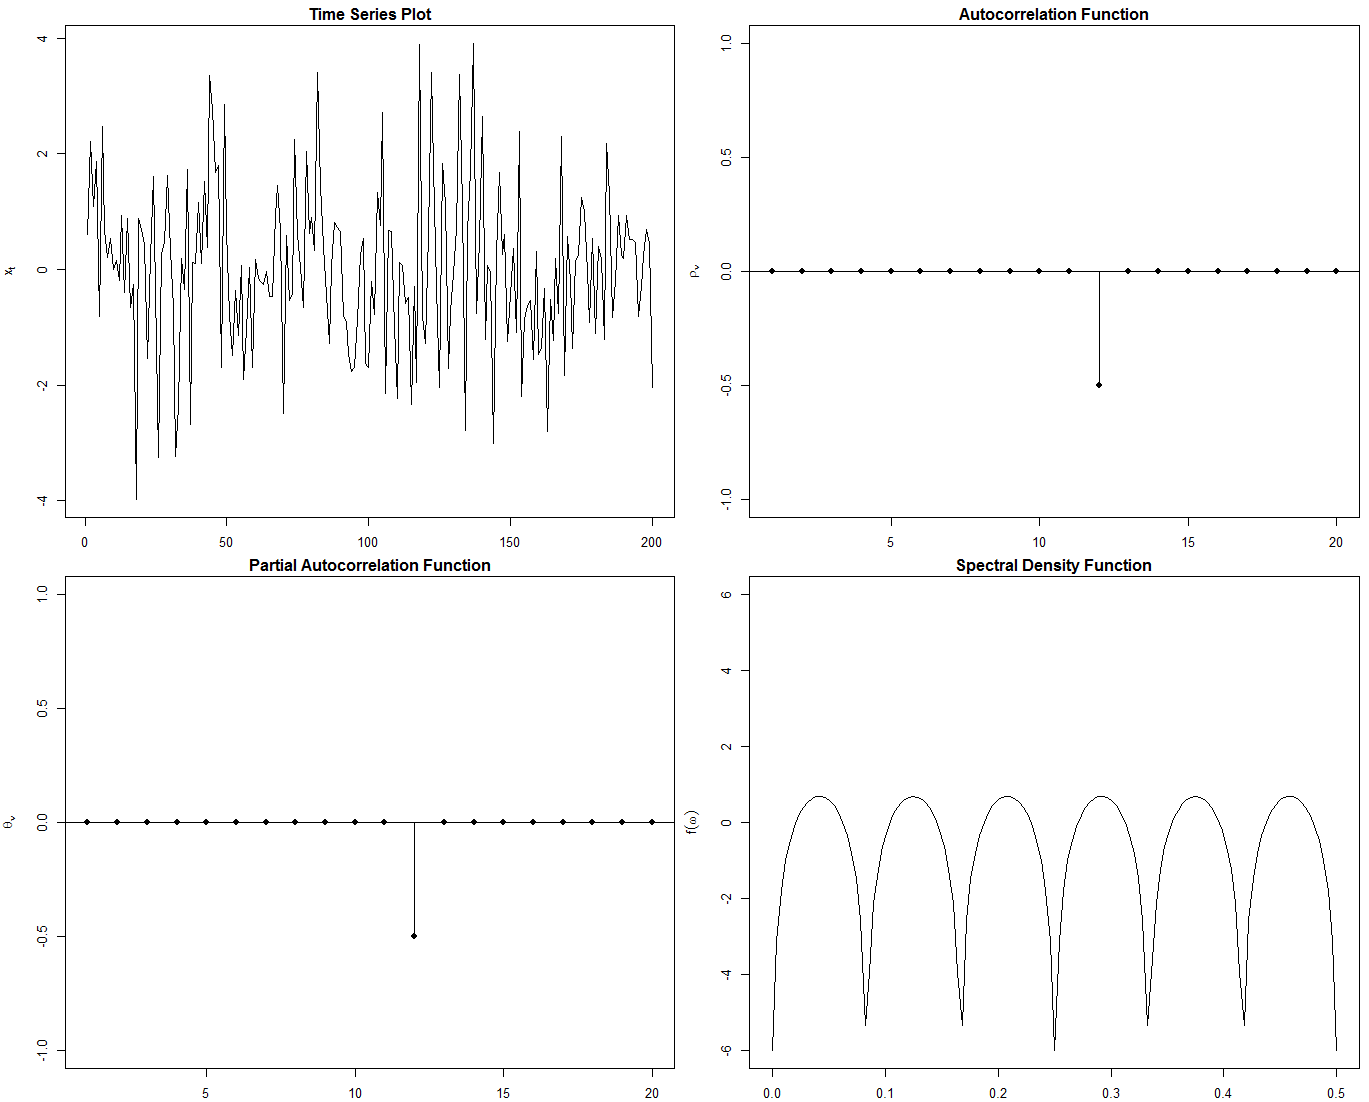 Time Series Plot
4
2
0
-2
-4
xt
0 50 100 150 200
Autocorrelation Function
1.0
0.5
0.0
-0.5
-1.0
ρv
5 10 15 20
Partial Autocorrelation Function
1.0
0.5
0.0
-0.5
-1.0
θv
5 10 15 20
Spectral Density Function
6
4
2
0
-2
-4
-6
f(ω)
0.0 0.1 0.2 0.3 0.4 0.5